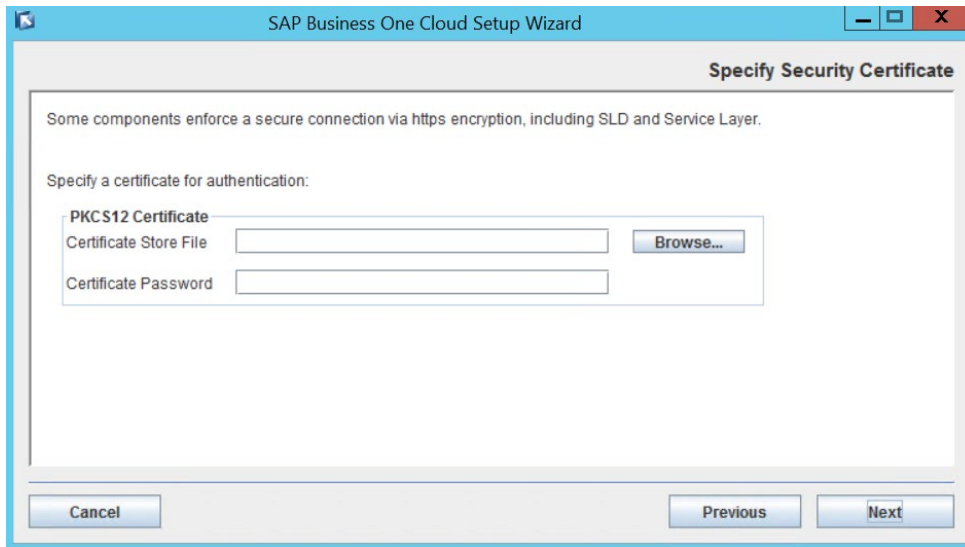 SAP Business One Cloud Setup Wizard
X
Specify Security Certificate
Some components enforce a secure connection via https encryption, including SLD and Service Layer.
Specify a certificate for authentication:
PKCS12 Certificate
Certificate Store File
Browse...
Certificate Password
Cancel
Previous
Next